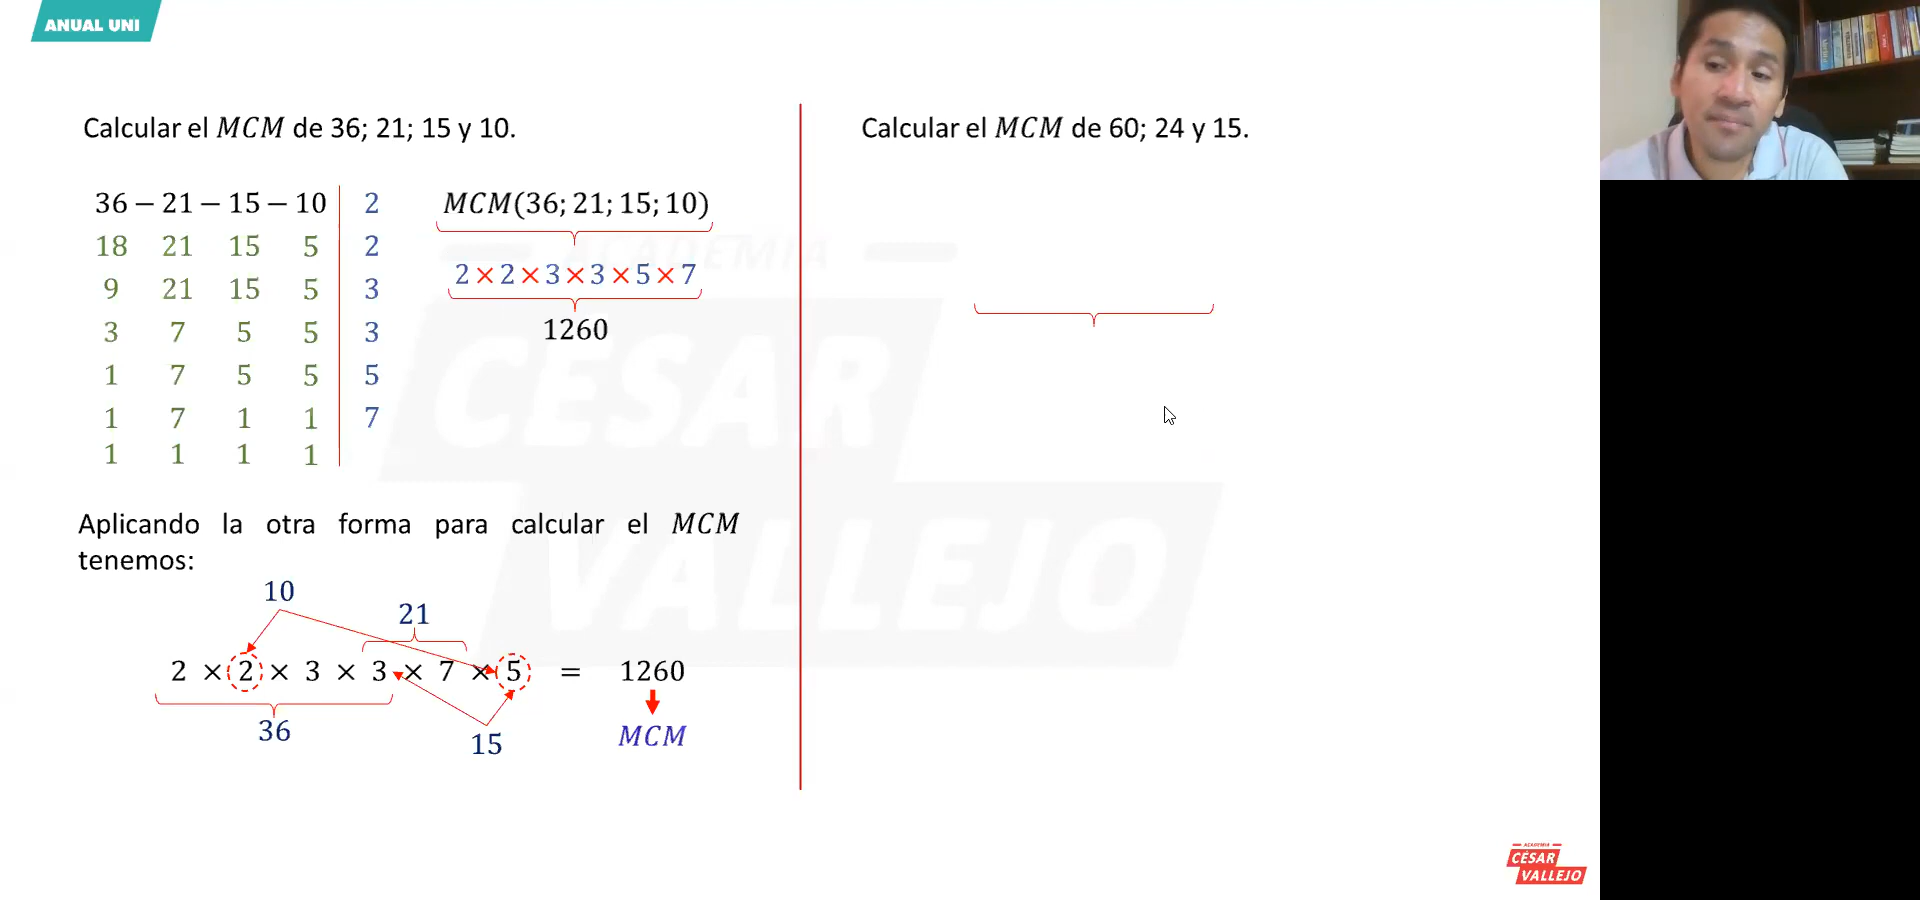 ANUAL UNI
Calcular el MCM de 36; 21; 15 y 10.
36 − 21 − 15 − 10 | 2
18 21 15 5 | 2
9 21 15 5 | 3
3 7 5 5 | 3
1 7 5 5 | 5
1 7 1 1 | 7
1 1 1 1 |
MCM(36; 21; 15; 10)
2 × 2 × 3 × 3 × 5 × 7
1260
Aplicando la otra forma para calcular el MCM
tenemos:
10
21
2 × 2 × 3 × 3 × 7 × 5 = 1260
36
15
MCM
Calcular el MCM de 60; 24 y 15.
ACADEMIA
CÉSAR
VALLEJO
ACADEMIA
CÉSAR
VALLEJO